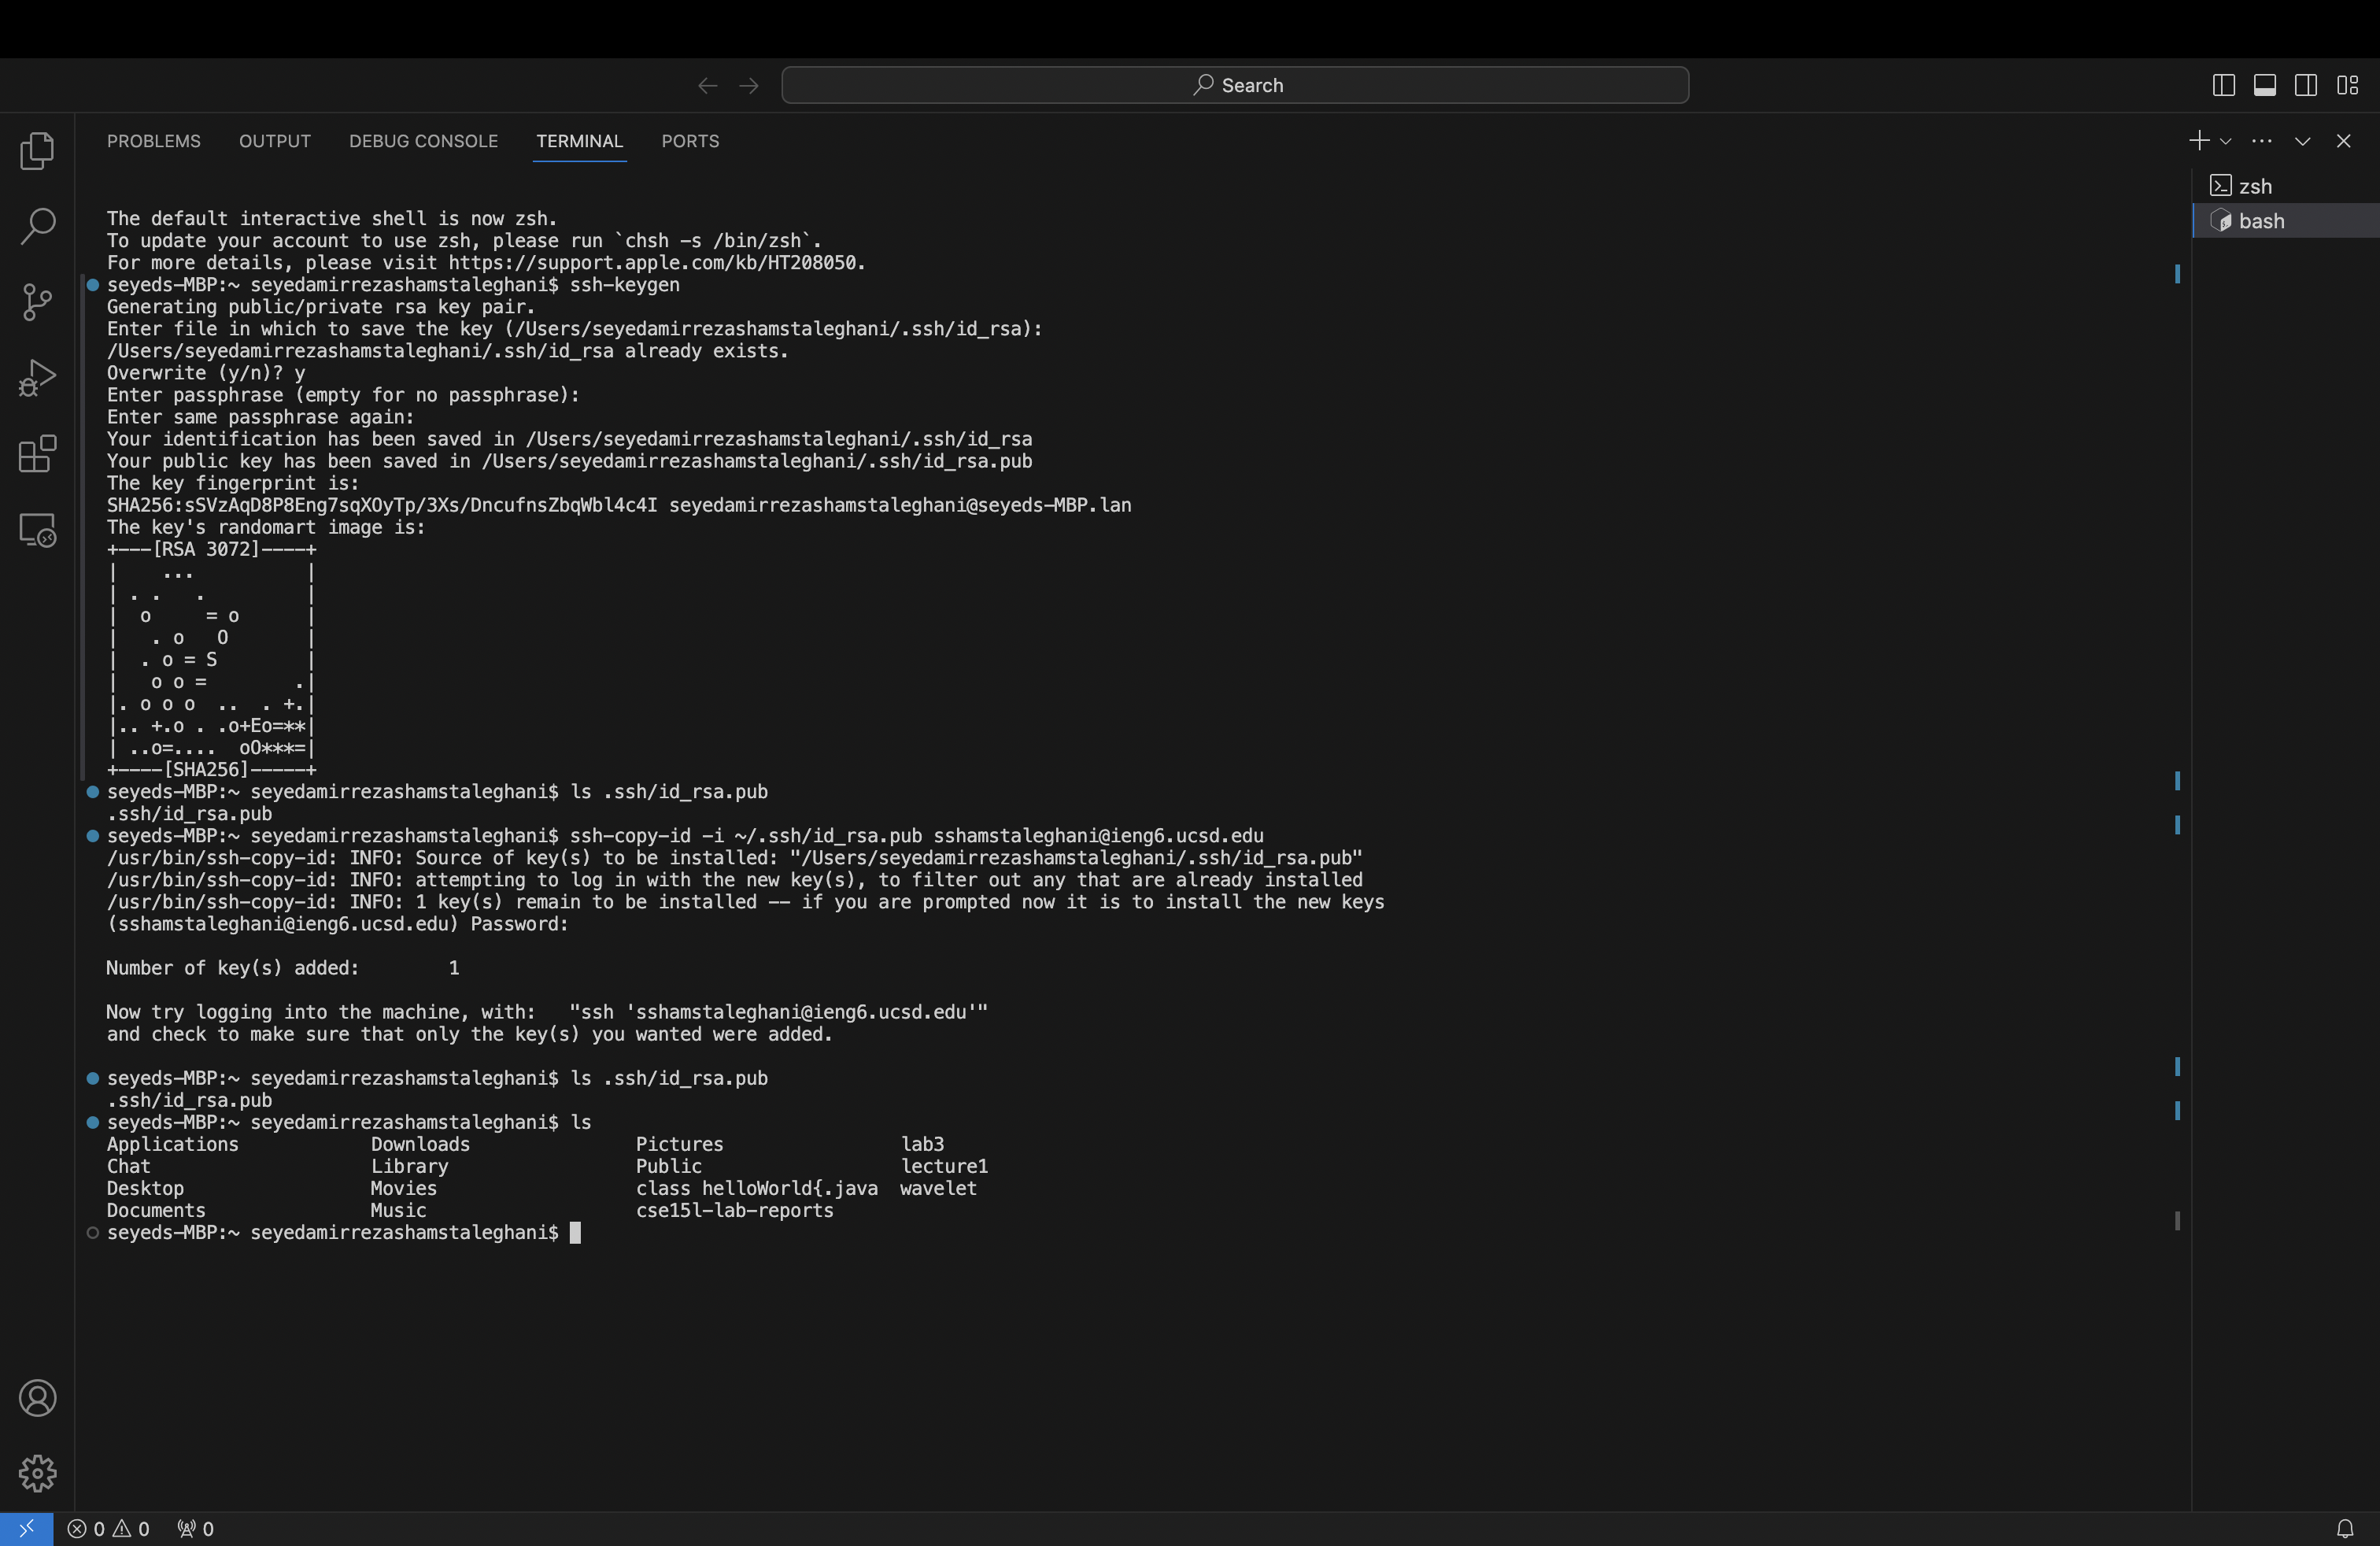 Search
PROBLEMS OUTPUT DEBUG CONSOLE TERMINAL PORTS
zsh
bash
The default interactive shell is now zsh.
To update your account to use zsh, please run `chsh -s /bin/zsh`.
For more details, please visit https://support.apple.com/kb/HT208050.
seyeds-MBP:~ seyedamirrezashamstaleghani$ ssh-keygen
Generating public/private rsa key pair.
Enter file in which to save the key (/Users/seyedamirrezashamstaleghani/.ssh/id_rsa):
/Users/seyedamirrezashamstaleghani/.ssh/id_rsa already exists.
Overwrite (y/n)? y
Enter passphrase (empty for no passphrase):
Enter same passphrase again:
Your identification has been saved in /Users/seyedamirrezashamstaleghani/.ssh/id_rsa
Your public key has been saved in /Users/seyedamirrezashamstaleghani/.ssh/id_rsa.pub
The key fingerprint is:
SHA256:sSVzAqD8P8Eng7sqXOyTp/3Xs/DncufnsZbqWbl4c4I seyedamirrezashamstaleghani@seyeds-MBP.lan
The key's randomart image is:
+---[RSA 3072]----+
|    ...          |
| . .   .         |
|  o     = o      |
|   . o   O       |
|  . o = S        |
|   o o =        .|
|. o o o  ..  . +.|
|.. +.o . .o+Eo=**|
| ..o=....  oO***=|
+----[SHA256]-----+
seyeds-MBP:~ seyedamirrezashamstaleghani$ ls .ssh/id_rsa.pub
.ssh/id_rsa.pub
seyeds-MBP:~ seyedamirrezashamstaleghani$ ssh-copy-id -i ~/.ssh/id_rsa.pub sshamstaleghani@ieng6.ucsd.edu
/usr/bin/ssh-copy-id: INFO: Source of key(s) to be installed: "/Users/seyedamirrezashamstaleghani/.ssh/id_rsa.pub"
/usr/bin/ssh-copy-id: INFO: attempting to log in with the new key(s), to filter out any that are already installed
/usr/bin/ssh-copy-id: INFO: 1 key(s) remain to be installed -- if you are prompted now it is to install the new keys
(sshamstaleghani@ieng6.ucsd.edu) Password:
Number of key(s) added:        1
Now try logging into the machine, with:   "ssh 'sshamstaleghani@ieng6.ucsd.edu'"
and check to make sure that only the key(s) you wanted were added.
seyeds-MBP:~ seyedamirrezashamstaleghani$ ls .ssh/id_rsa.pub
.ssh/id_rsa.pub
seyeds-MBP:~ seyedamirrezashamstaleghani$ ls
Applications            Downloads               Pictures                lab3
Chat                    Library                 Public                  lecture1
Desktop                 Movies                  class helloWorld{.java  wavelet
Documents               Music                   cse15l-lab-reports
seyeds-MBP:~ seyedamirrezashamstaleghani$
0 0 0